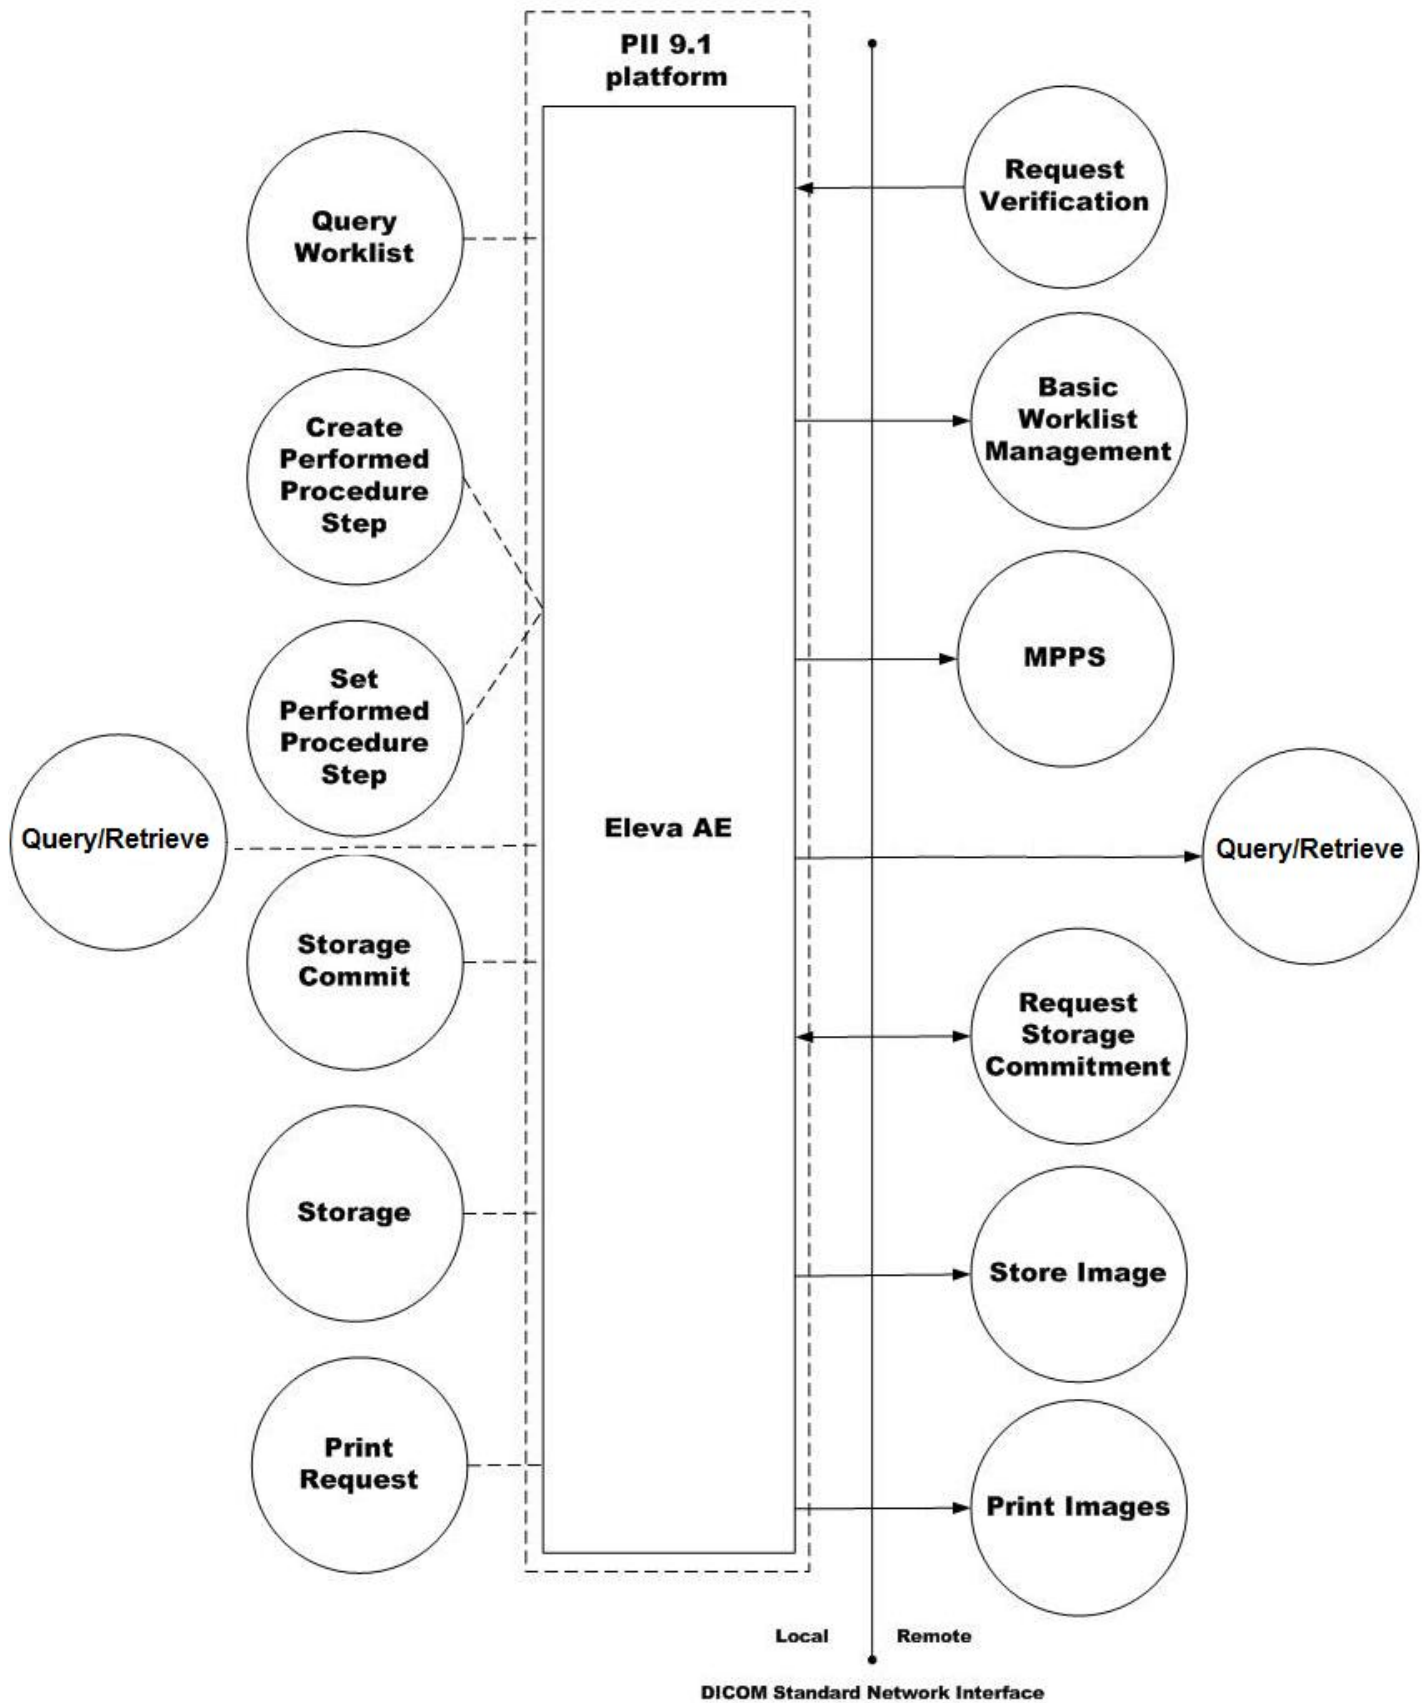 PII 9.1
platform
Query
Worklist
Create
Performed
Procedure
Step
Set
Performed
Procedure
Step
Query/Retrieve
Storage
Commit
Storage
Print
Request
Eleva AE
Request
Verification
Basic
Worklist
Management
MPPS
Query/Retrieve
Request
Storage
Commitment
Store Image
Print Images
Local
Remote
DICOM Standard Network Interface